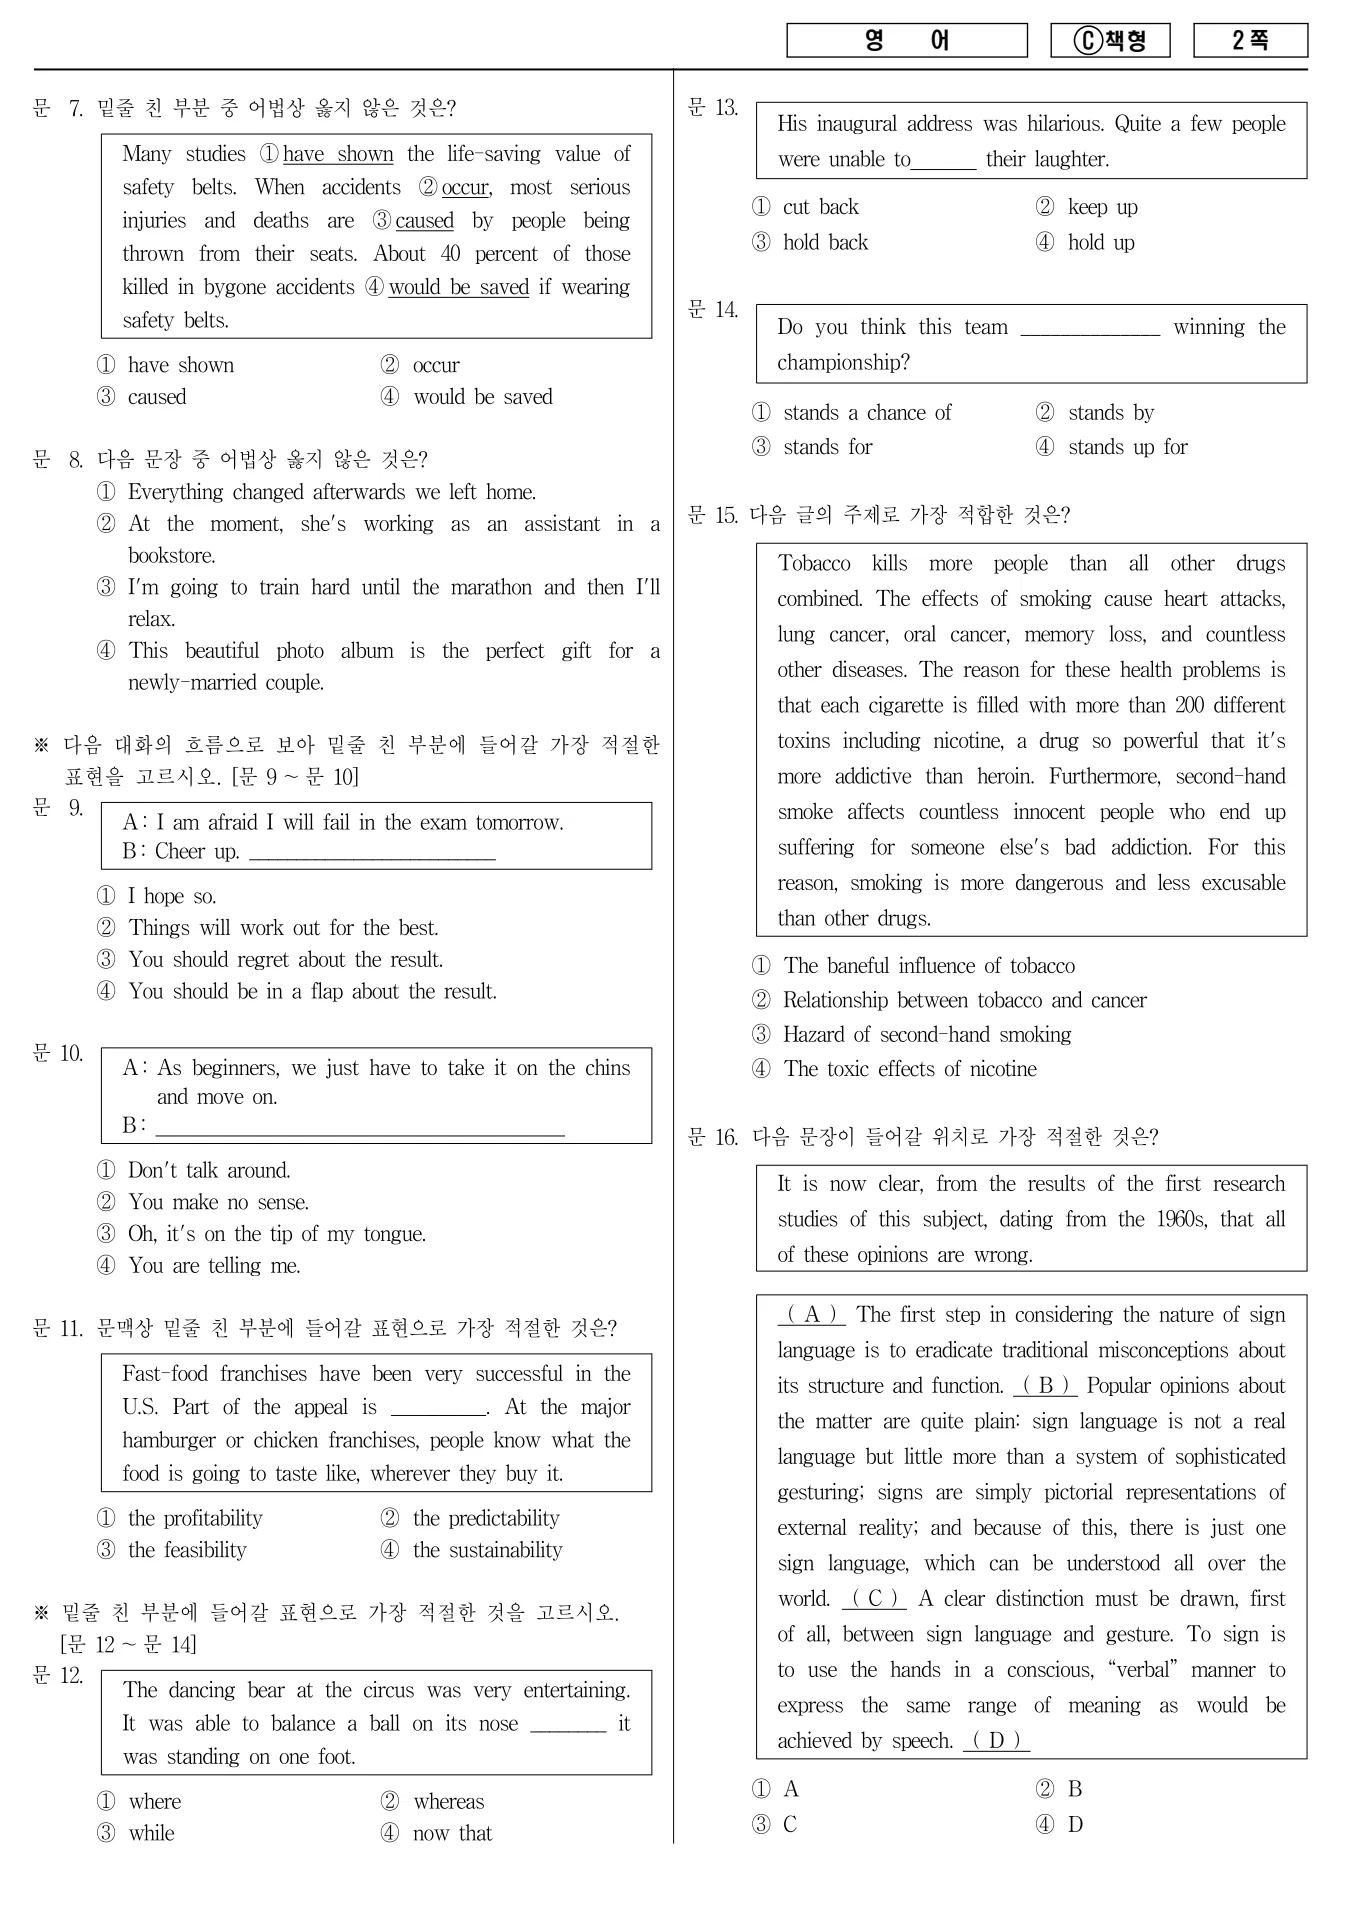 영 어
Ⓒ책형
2쪽
문 7. 밑줄 친 부분 중 어법상 옳지 않은 것은?
Many studies ①have shown the life-saving value of
safety belts. When accidents ②occur, most serious
injuries and deaths are ③caused by people being
thrown from their seats. About 40 percent of those
killed in bygone accidents ④would be saved if wearing
safety belts.
① have shown ② occur
③ caused ④ would be saved
문 8. 다음 문장 중 어법상 옳지 않은 것은?
① Everything changed afterwards we left home.
② At the moment, she's working as an assistant in a
bookstore.
③ I'm going to train hard until the marathon and then I'll
relax.
④ This beautiful photo album is the perfect gift for a
newly-married couple.
※ 다음 대화의 흐름으로 보아 밑줄 친 부분에 들어갈 가장 적절한
표현을 고르시오. [문 9 ~ 문 10]
문 9.
A : I am afraid I will fail in the exam tomorrow.
B : Cheer up. ____________________
① I hope so.
② Things will work out for the best.
③ You should regret about the result.
④ You should be in a flap about the result.
문 10.
A : As beginners, we just have to take it on the chins
and move on.
B : ____________________
① Don't talk around.
② You make no sense.
③ Oh, it's on the tip of my tongue.
④ You are telling me.
문 11. 문맥상 밑줄 친 부분에 들어갈 표현으로 가장 적절한 것은?
Fast-food franchises have been very successful in the
U.S. Part of the appeal is _________. At the major
hamburger or chicken franchises, people know what the
food is going to taste like, wherever they buy it.
① the profitability ② the predictability
③ the feasibility ④ the sustainability
※ 밑줄 친 부분에 들어갈 표현으로 가장 적절한 것을 고르시오.
[문 12 ~ 문 14]
문 12.
The dancing bear at the circus was very entertaining.
It was able to balance a ball on its nose ________ it
was standing on one foot.
① where ② whereas
③ while ④ now that
문 13.
His inaugural address was hilarious. Quite a few people
were unable to______ their laughter.
① cut back ② keep up
③ hold back ④ hold up
문 14.
Do you think this team ______________ winning the
championship?
① stands a chance of ② stands by
③ stands for ④ stands up for
문 15. 다음 글의 주제로 가장 적합한 것은?
Tobacco kills more people than all other drugs
combined. The effects of smoking cause heart attacks,
lung cancer, oral cancer, memory loss, and countless
other diseases. The reason for these health problems is
that each cigarette is filled with more than 200 different
toxins including nicotine, a drug so powerful that it's
more addictive than heroin. Furthermore, second-hand
smoke affects countless innocent people who end up
suffering for someone else's bad addiction. For this
reason, smoking is more dangerous and less excusable
than other drugs.
① The baneful influence of tobacco
② Relationship between tobacco and cancer
③ Hazard of second-hand smoking
④ The toxic effects of nicotine
문 16. 다음 문장이 들어갈 위치로 가장 적절한 것은?
It is now clear, from the results of the first research
studies of this subject, dating from the 1960s, that all
of these opinions are wrong.
( A ) The first step in considering the nature of sign
language is to eradicate traditional misconceptions about
its structure and function. ( B ) Popular opinions about
the matter are quite plain: sign language is not a real
language but little more than a system of sophisticated
gesturing; signs are simply pictorial representations of
external reality; and because of this, there is just one
sign language, which can be understood all over the
world. ( C ) A clear distinction must be drawn, first
of all, between sign language and gesture. To sign is
to use the hands in a conscious, “verbal” manner to
express the same range of meaning as would be
achieved by speech. ( D )
① A ② B
③ C ④ D